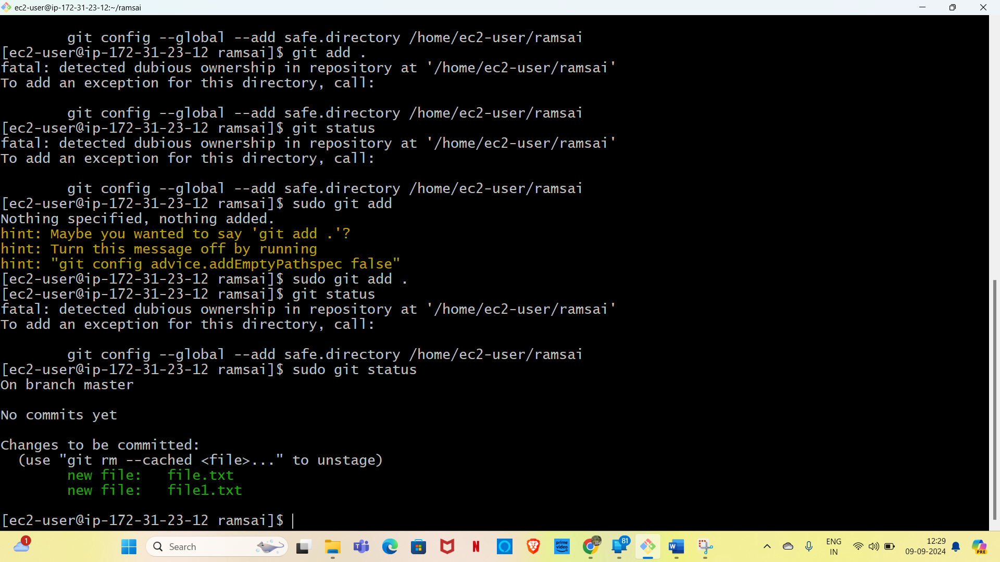 ec2-user@ip-172-31-23-12:~/ramsai
        git config --global --add safe.directory /home/ec2-user/ramsai
[ec2-user@ip-172-31-23-12 ramsai]$ git add .
fatal: detected dubious ownership in repository at '/home/ec2-user/ramsai'
To add an exception for this directory, call:
        git config --global --add safe.directory /home/ec2-user/ramsai
[ec2-user@ip-172-31-23-12 ramsai]$ git status
fatal: detected dubious ownership in repository at '/home/ec2-user/ramsai'
To add an exception for this directory, call:
        git config --global --add safe.directory /home/ec2-user/ramsai
[ec2-user@ip-172-31-23-12 ramsai]$ sudo git add
Nothing specified, nothing added.
hint: Maybe you wanted to say 'git add .'?
hint: Turn this message off by running
hint: "git config advice.addEmptyPathspec false"
[ec2-user@ip-172-31-23-12 ramsai]$ sudo git add .
[ec2-user@ip-172-31-23-12 ramsai]$ git status
fatal: detected dubious ownership in repository at '/home/ec2-user/ramsai'
To add an exception for this directory, call:
        git config --global --add safe.directory /home/ec2-user/ramsai
[ec2-user@ip-172-31-23-12 ramsai]$ sudo git status
On branch master
No commits yet
Changes to be committed:
  (use "git rm --cached <file>..." to unstage)
        new file:   file.txt
        new file:   file1.txt
[ec2-user@ip-172-31-23-12 ramsai]$
1
Search
prime video
81
ENG
IN
12:29
09-09-2024
PRE